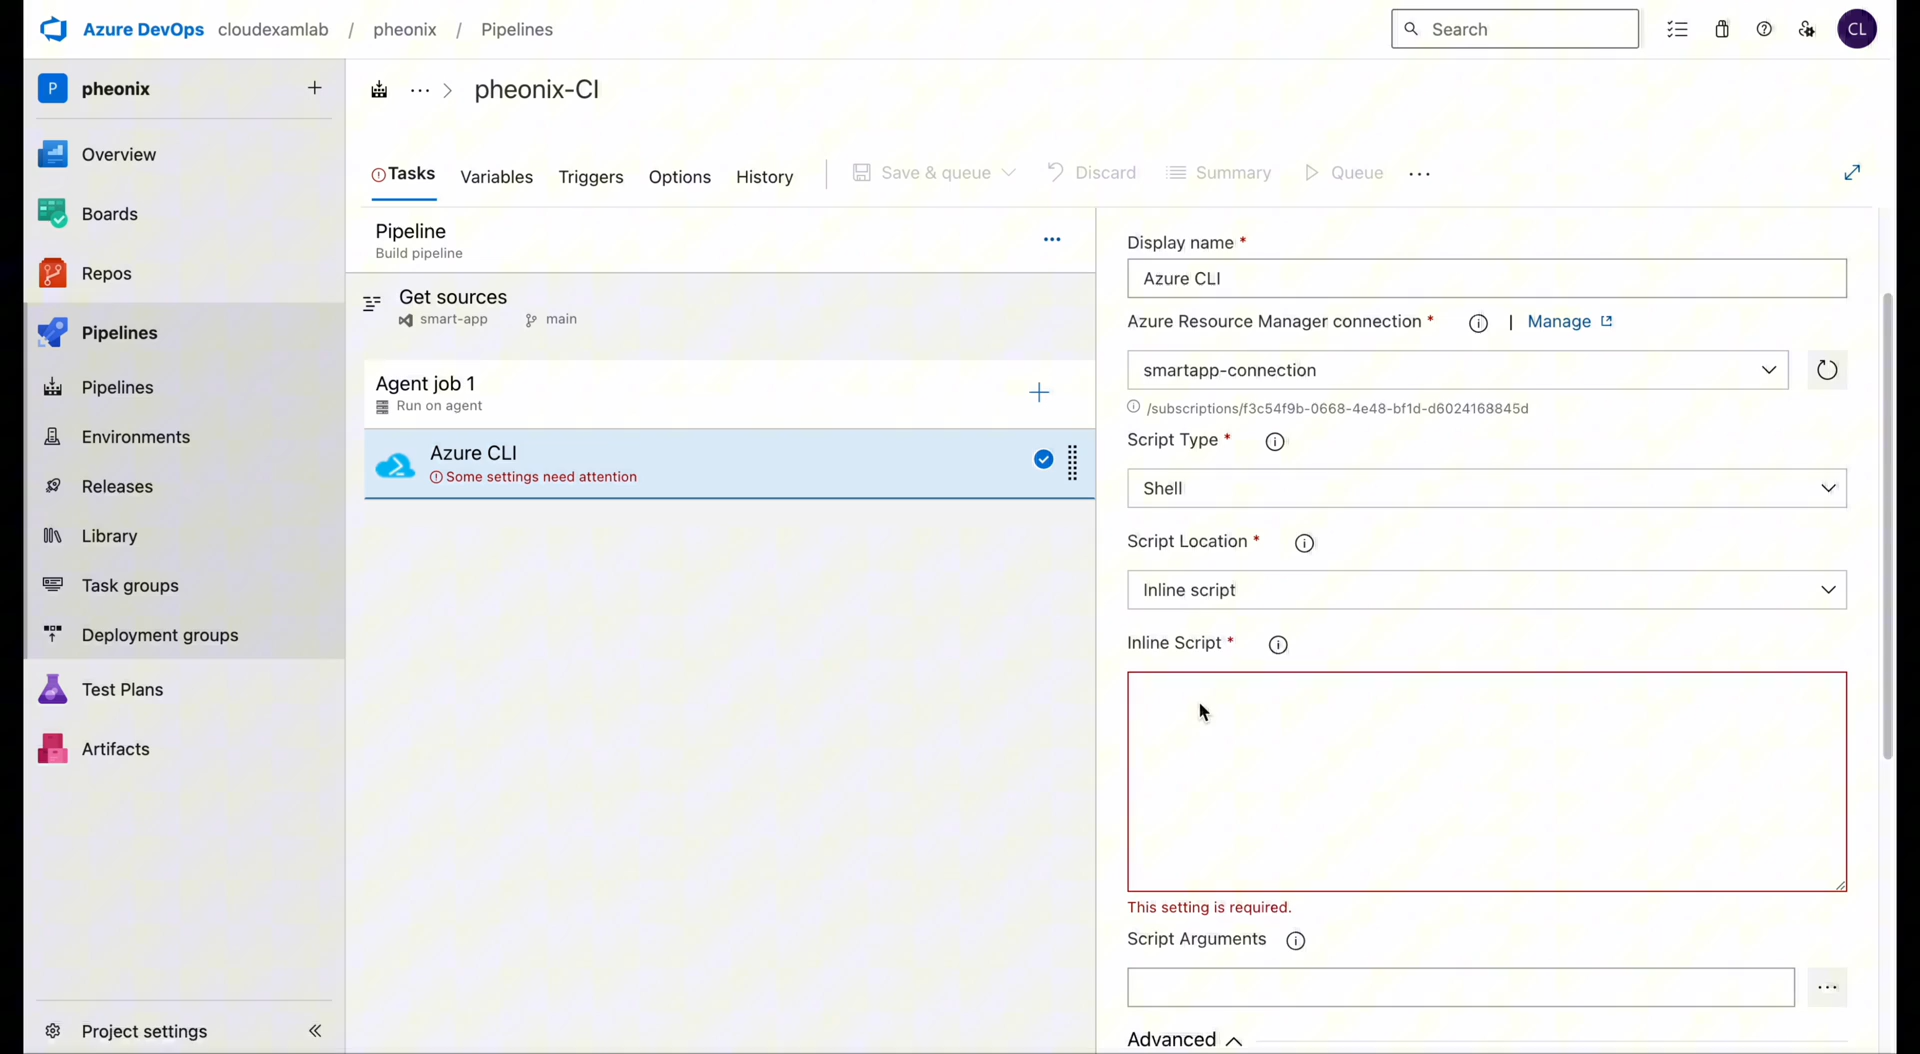 Azure DevOps cloudexamlab / pheonix / Pipelines Search CL
P pheonix
pheonix-CI
Overview
Boards
Repos
Pipelines
Pipelines
Environments
Releases
Library
Task groups
Deployment groups
Test Plans
Artifacts
Project settings
Tasks Variables Triggers Options History Save & queue Discard Summary Queue
Pipeline
Build pipeline
Get sources
smart-app main
Agent job 1
Run on agent
Azure CLI
Some settings need attention
Display name *
Azure CLI
Azure Resource Manager connection * | Manage
smartapp-connection
/subscriptions/f3c54f9b-0668-4e48-bf1d-d6024168845d
Script Type *
Shell
Script Location *
Inline script
Inline Script *
This setting is required.
Script Arguments
Advanced